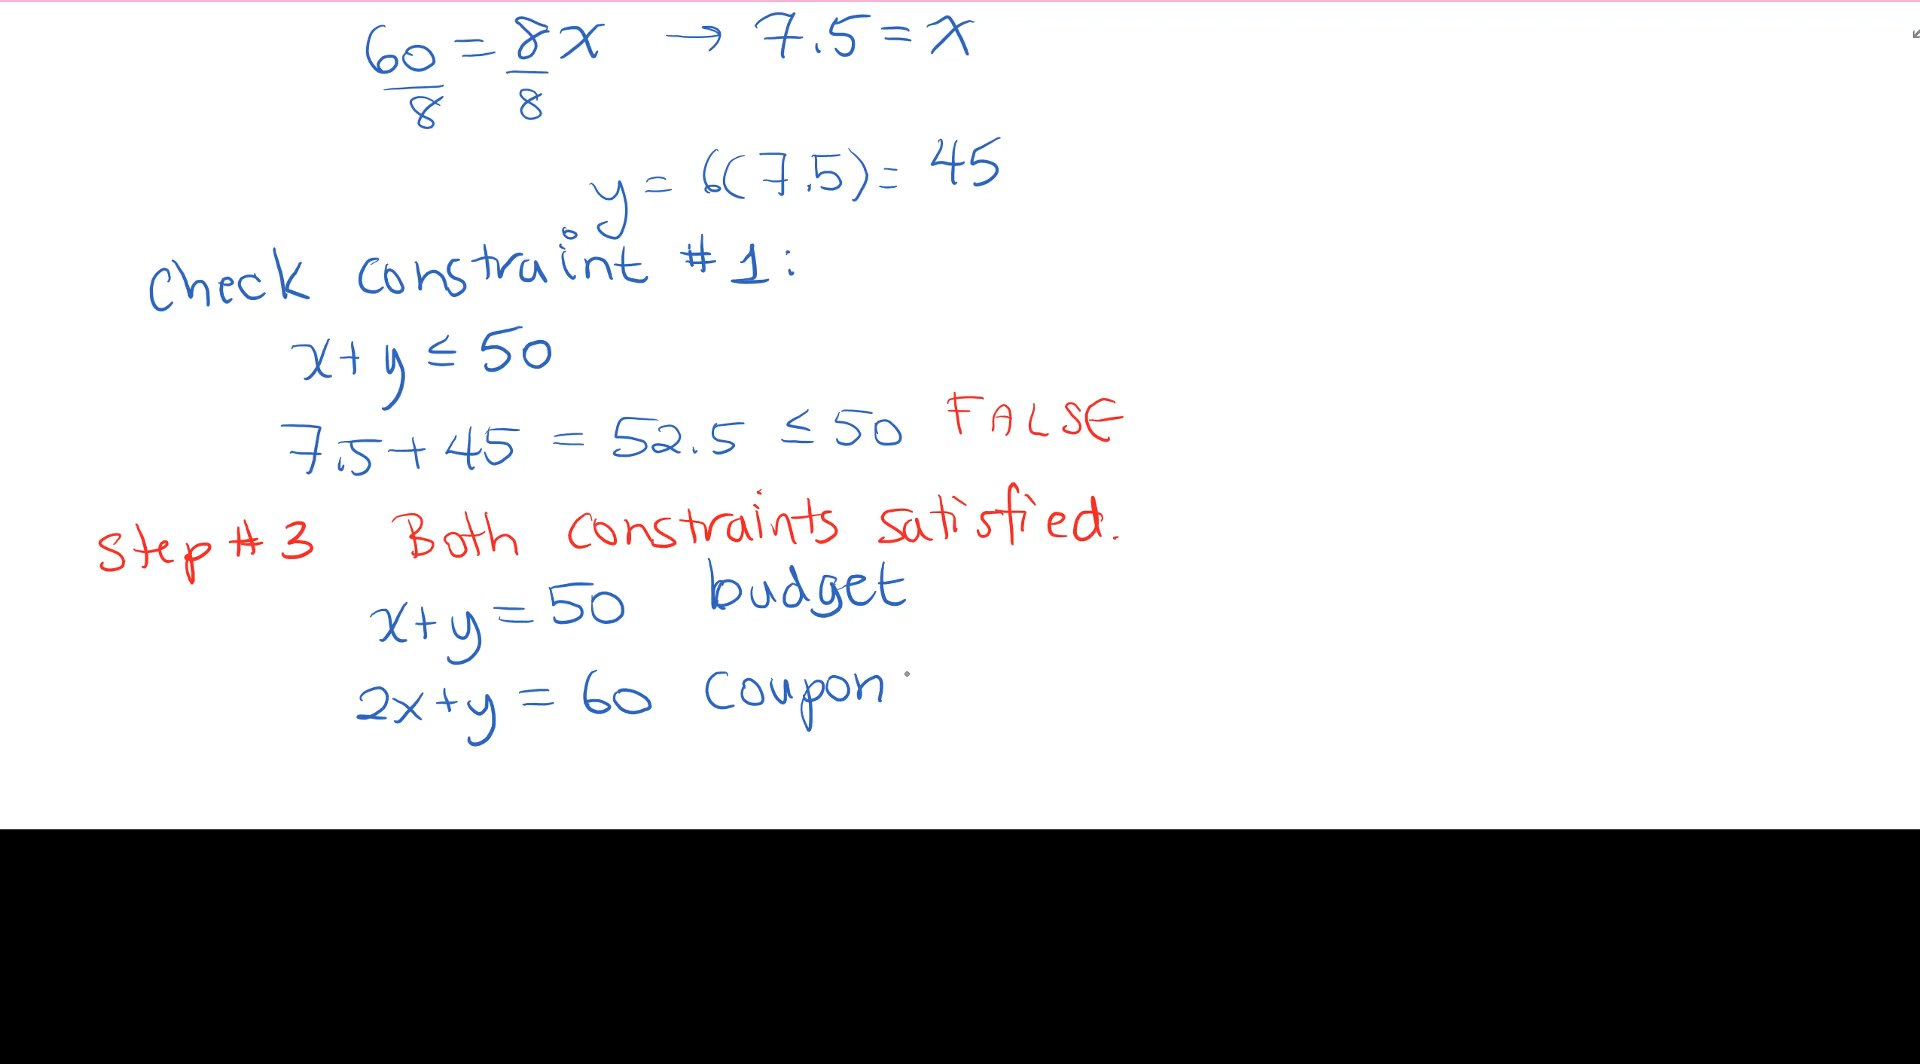 60 = 8x → 7.5 = x
8 8
y = 6(7.5) = 45
Check constraint #1:
x + y ≤ 50
7.5 + 45 = 52.5 ≤ 50 FALSE
Step #3 Both constraints satisfied.
x + y = 50 budget
2x + y = 60 coupon